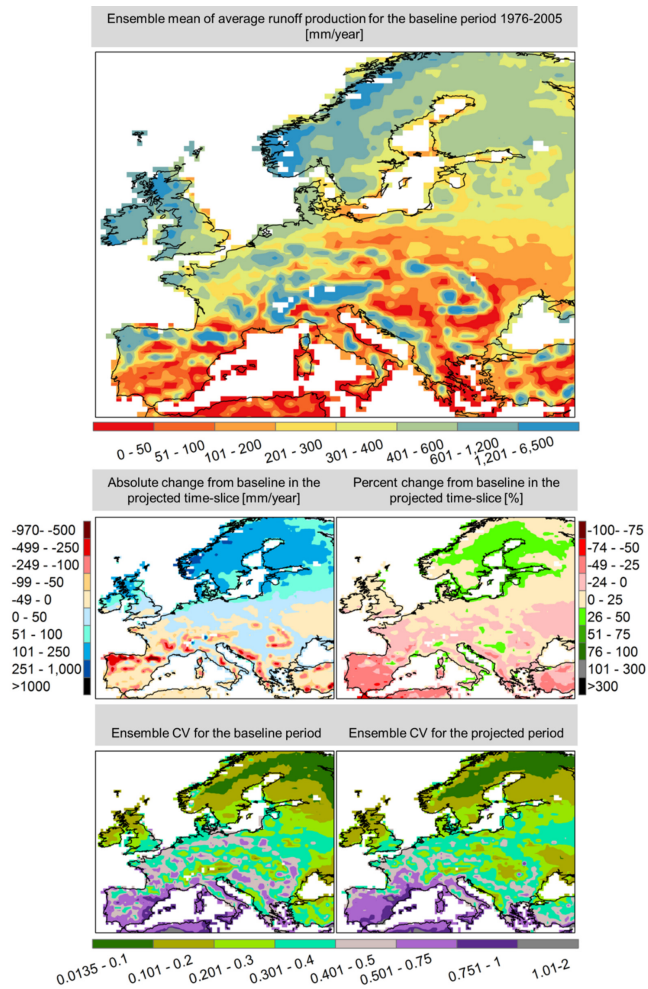 Ensemble mean of average runoff production for the baseline period 1976-2005
[mm/year]
0 - 50
51 - 100
101 - 200
201 - 300
301 - 400
401 - 600
601 - 1,200
1,201 - 6,500
Absolute change from baseline in the
projected time-slice [mm/year]
Percent change from baseline in the
projected time-slice [%]
-970- -500
-499 - -250
-249 - -100
-99 - -50
-49 - 0
0 - 50
51 - 100
101 - 250
251 - 1,000
>1000
-100- -75
-74 - -50
-49 - -25
-24 - 0
0 - 25
26 - 50
51 - 75
76 - 100
101 - 300
>300
Ensemble CV for the baseline period
Ensemble CV for the projected period
0.0135 - 0.1
0.101 - 0.2
0.201 - 0.3
0.301 - 0.4
0.401 - 0.5
0.501 - 0.75
0.751 - 1
1.01-2